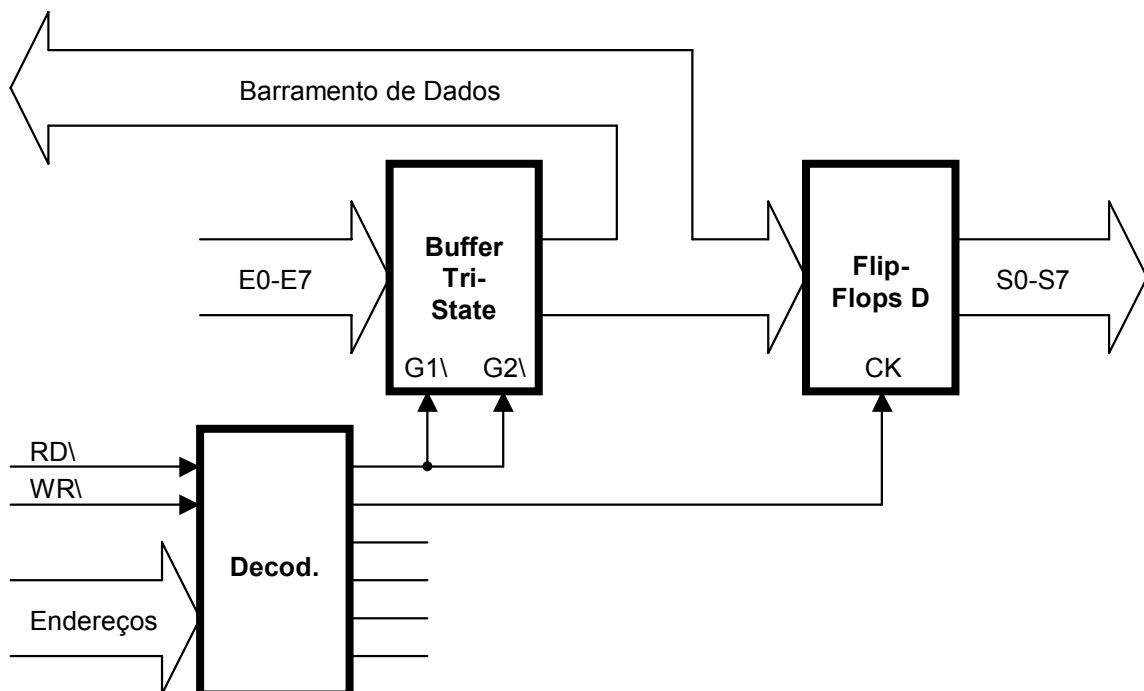 Barramento de Dados
E0-E7
Buffer
Tri-
State
G1\ G2\
Flip-
Flops D
CK
S0-S7
RD\
WR\
Decod.
Endereços